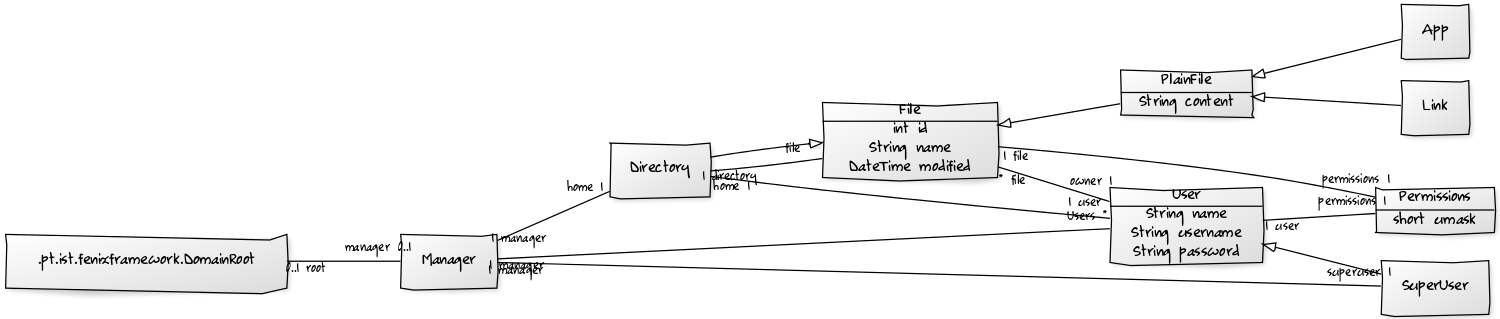 App
PlainFile
String content
Link
File
int id
String name
DateTime modified
Directory
file
1 directory
home 1
home 1
1 file
* file
owner 1
1 user
Users *
permissions 1
permissions 1
User
String name
String username
String password
Permissions
short umask
1 user
.pt.ist.fenixframework.DomainRoot
0..1 root
manager 0..1
Manager
1 manager
1 manager
1 manager
superuser 1
SuperUser